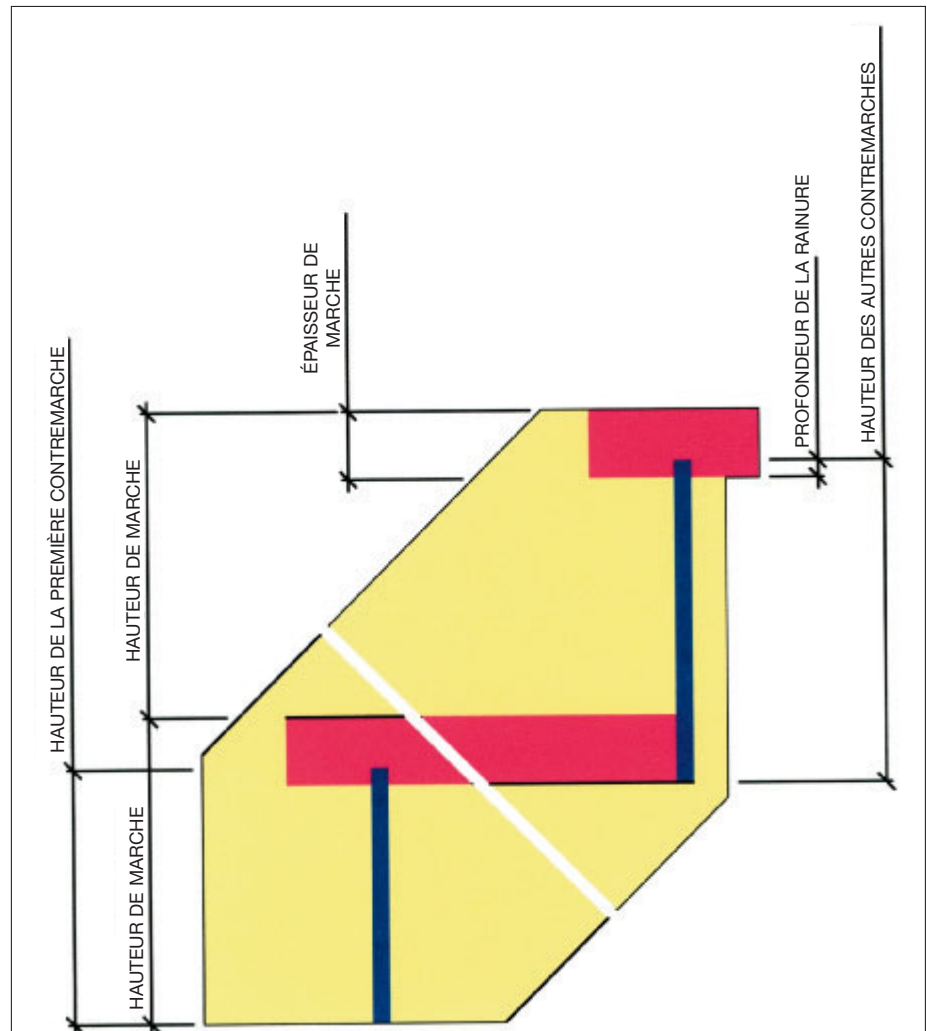 HAUTEUR DE LA PREMIÈRE CONTREMARCHE
HAUTEUR DE MARCHE
HAUTEUR DE MARCHE
ÉPAISSEUR DE
MARCHE
PROFONDEUR DE LA RAINURE
HAUTEUR DES AUTRES CONTREMARCHES